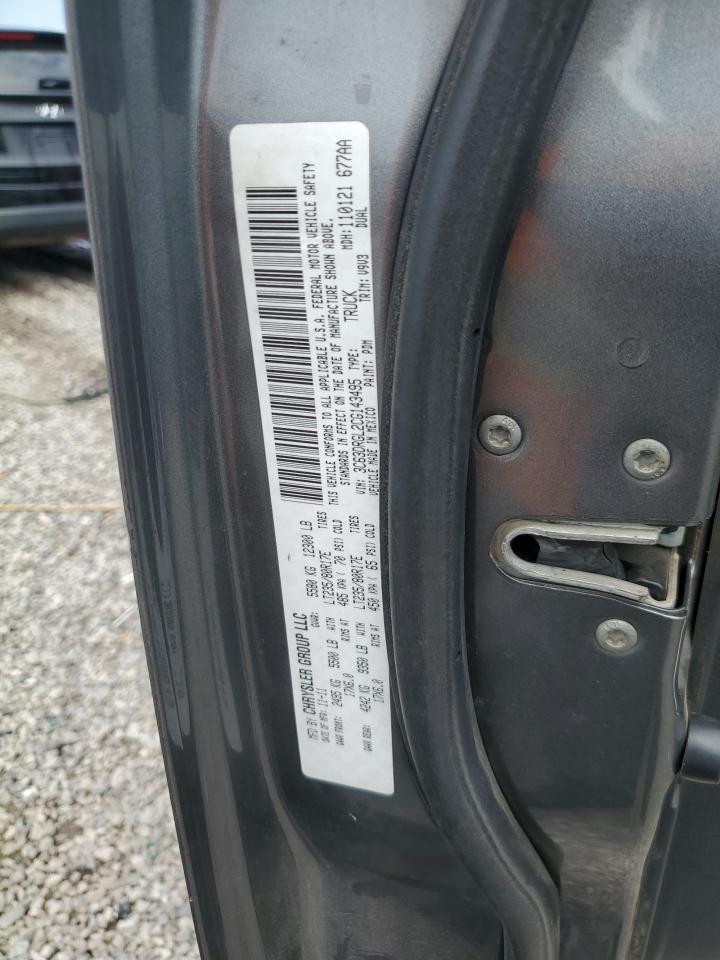 MFD BY CHRYSLER GROUP LLC
DATE OF MFR: 11-11 GVWR: 5580 KG 12300 LB
GAWR FRONT: 2495 KG 5500 LB WITH LT235/80R17E TIRES
17X6.0 RIMS AT 485 KPA ( 70 PSI) COLD
GAWR REAR: 4242 KG 9350 LB WITH LT235/80R17E TIRES
17X6.0 RIMS AT 450 KPA ( 65 PSI) COLD
THIS VEHICLE CONFORMS TO ALL APPLICABLE U.S.A. FEDERAL MOTOR VEHICLE SAFETY
STANDARDS IN EFFECT ON THE DATE OF MANUFACTURE SHOWN ABOVE.
VIN: 3C63DRGL2CG143495 TYPE: TRUCK MDH: 110121 677AA
VEHICLE MADE IN MEXICO PAINT: PDM TRIM: V9V3 DUAL